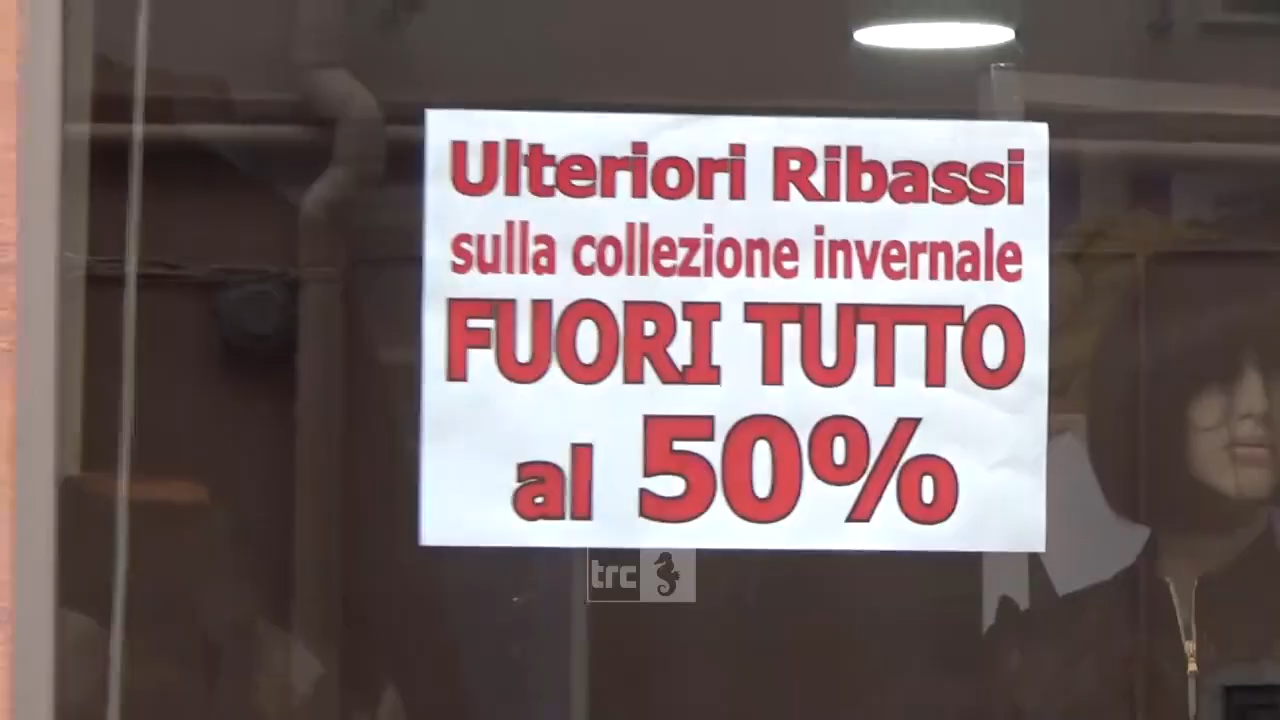 Ulteriori Ribassi
sulla collezione invernale
FUORI TUTTO
al 50%
trc